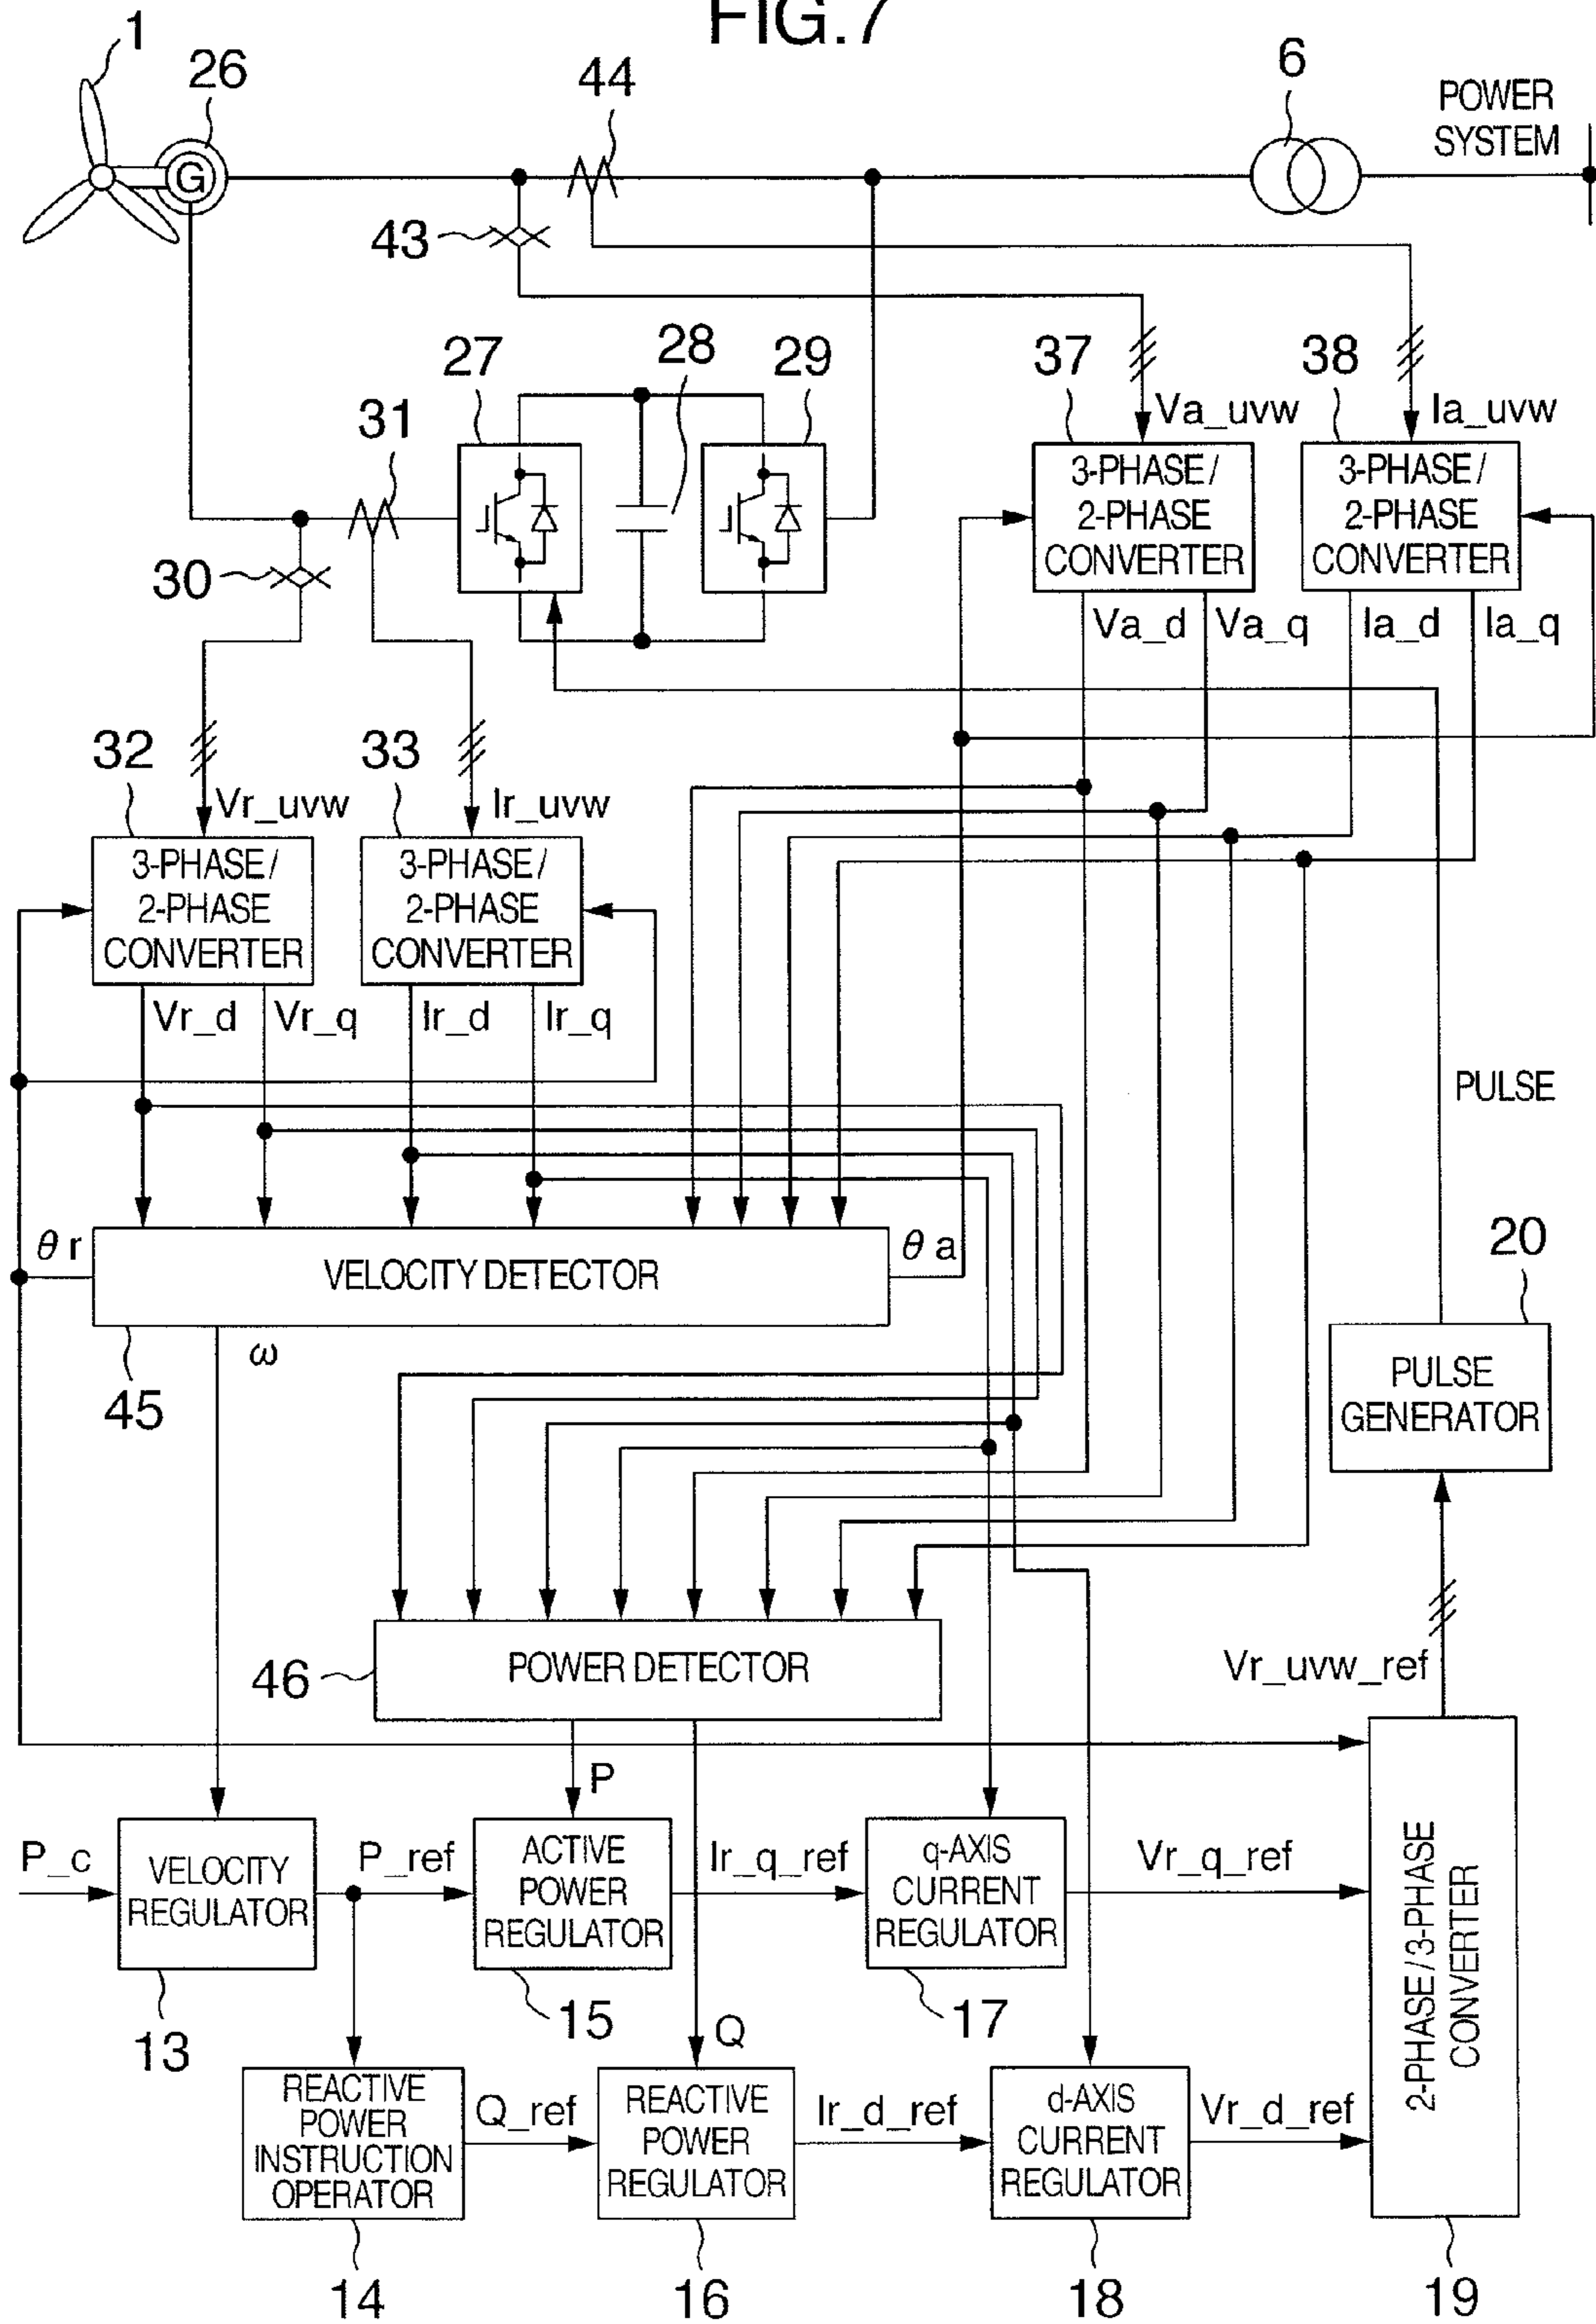 FIG.7
1
26
44
6
POWER
SYSTEM
G
43
27
28
29
37
38
31
Va_uvw
Ia_uvw
3-PHASE/
2-PHASE
CONVERTER
3-PHASE/
2-PHASE
CONVERTER
30
Va_d
Va_q
Ia_d
Ia_q
32
33
Vr_uvw
Ir_uvw
3-PHASE/
2-PHASE
CONVERTER
3-PHASE/
2-PHASE
CONVERTER
Vr_d
Vr_q
Ir_d
Ir_q
PULSE
θr
VELOCITY DETECTOR
θa
20
45
ω
PULSE
GENERATOR
46
POWER DETECTOR
Vr_uvw_ref
P
P_c
VELOCITY
REGULATOR
P_ref
ACTIVE
POWER
REGULATOR
Ir_q_ref
q-AXIS
CURRENT
REGULATOR
Vr_q_ref
2-PHASE/3-PHASE
CONVERTER
13
15
Q
17
REACTIVE
POWER
INSTRUCTION
OPERATOR
Q_ref
REACTIVE
POWER
REGULATOR
Ir_d_ref
d-AXIS
CURRENT
REGULATOR
Vr_d_ref
14
16
18
19